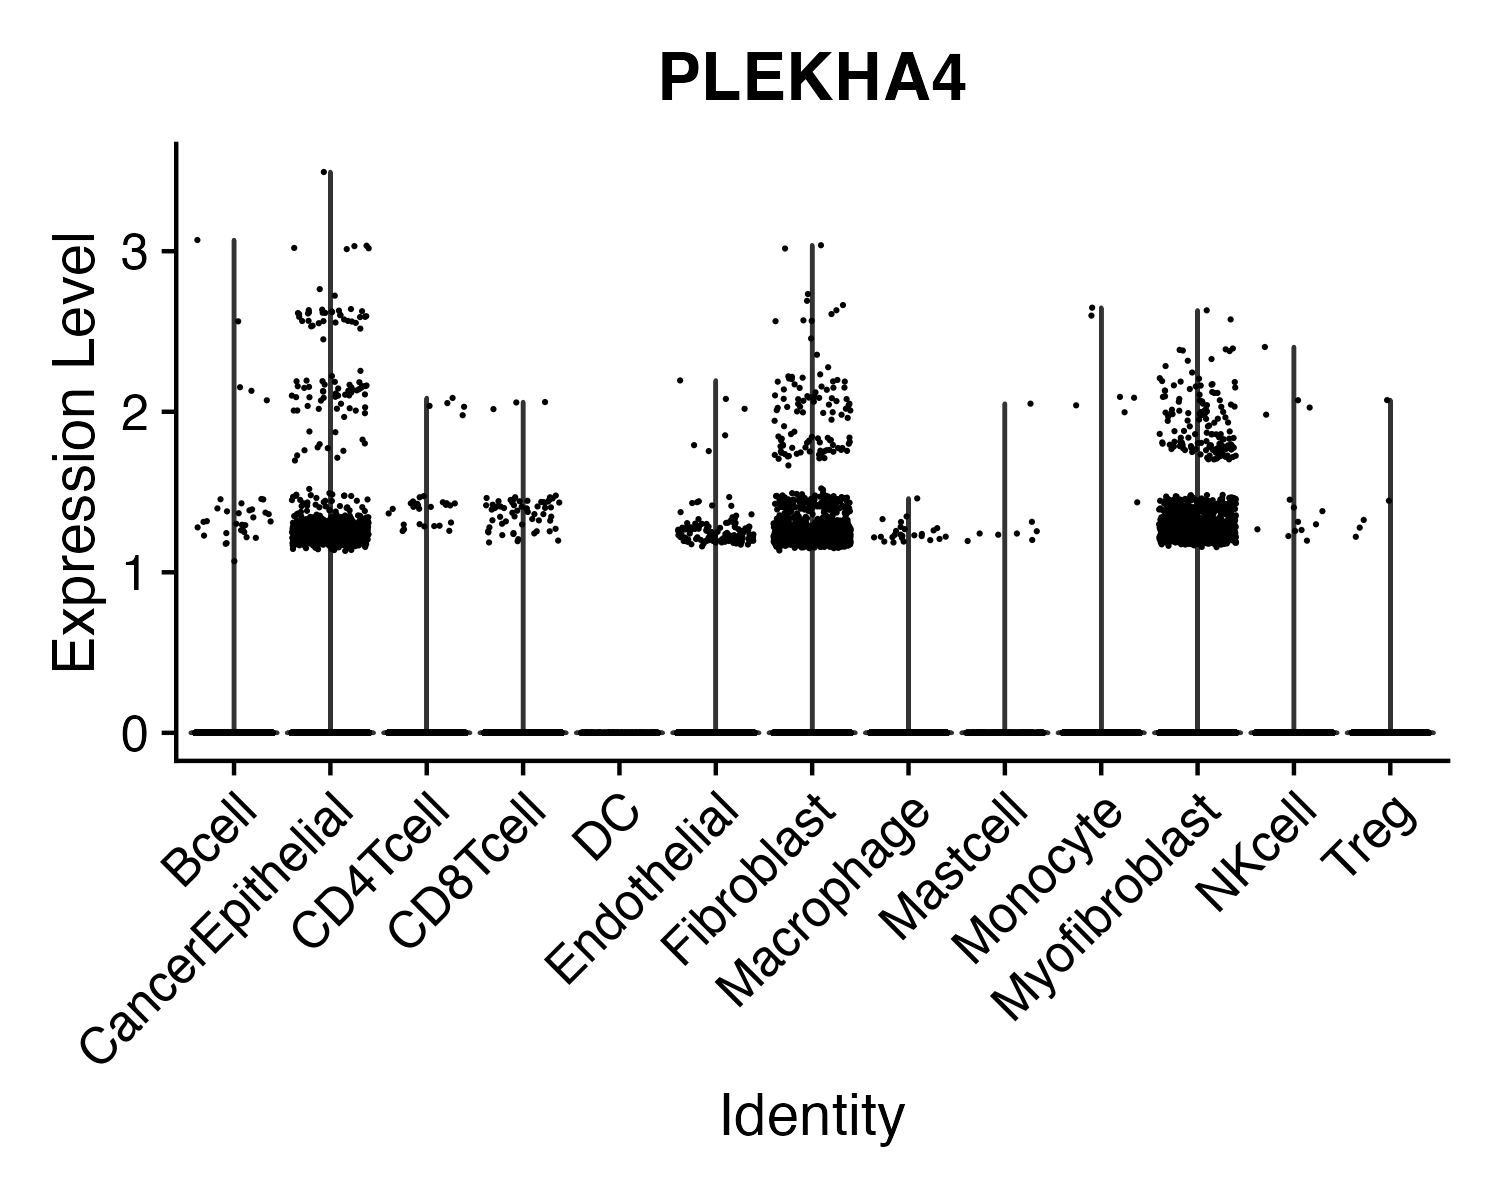 PLEKHA4
Expression Level
3
2
1
0
Bcell
CancerEpithelial
CD4Tcell
CD8Tcell
DC
Endothelial
Fibroblast
Macrophage
Mastcell
Monocyte
Myofibroblast
NKcell
Treg
Identity